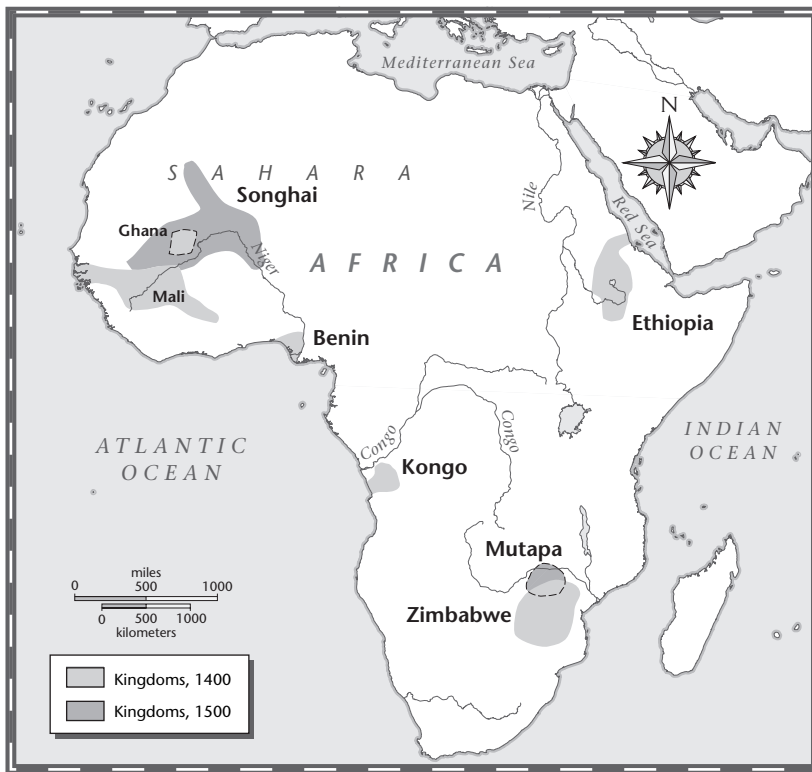 Mediterranean Sea
N
S A H A R A
Songhai
Nile
Red Sea
Ghana
Niger
A F R I C A
Mali
Ethiopia
Benin
Congo
Congo
ATLANTIC
OCEAN
INDIAN
OCEAN
Kongo
Mutapa
Zimbabwe
miles
0 500 1000
0 500 1000
kilometers
Kingdoms, 1400
Kingdoms, 1500